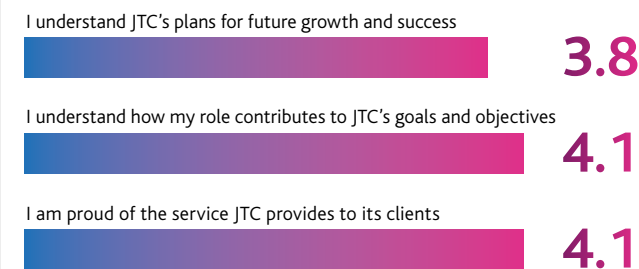 I understand JTC’s plans for future growth and success
3.8
I understand how my role contributes to JTC’s goals and objectives
4.1
I am proud of the service JTC provides to its clients
4.1